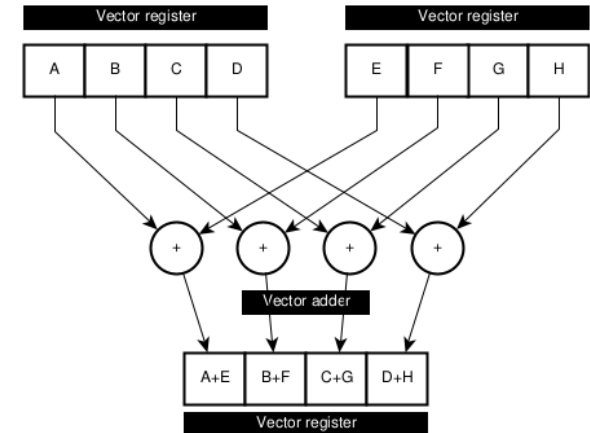 Vector register
Vector register
A B C D
E F G H
+ + + +
Vector adder
A+E B+F C+G D+H
Vector register